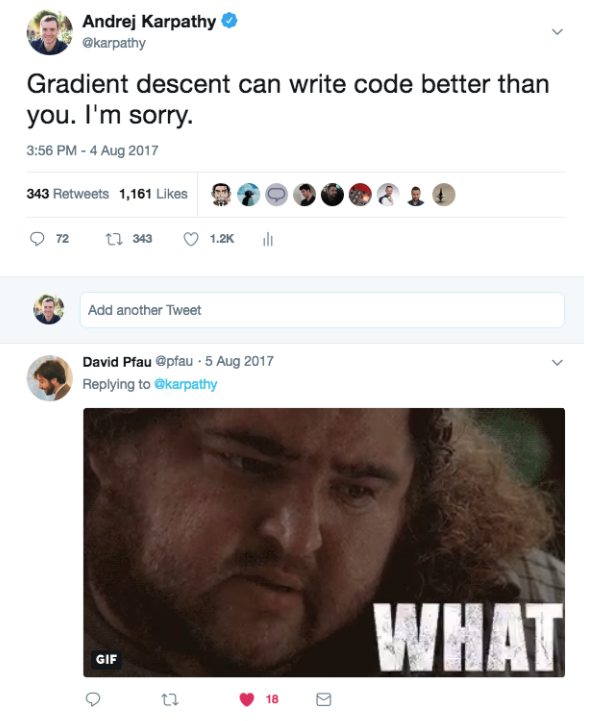 Andrej Karpathy
@karpathy
Gradient descent can write code better than
you. I'm sorry.
3:56 PM - 4 Aug 2017
343 Retweets 1,161 Likes
72 343 1.2K
Add another Tweet
David Pfau @pfau · 5 Aug 2017
Replying to @karpathy
WHAT
GIF
18